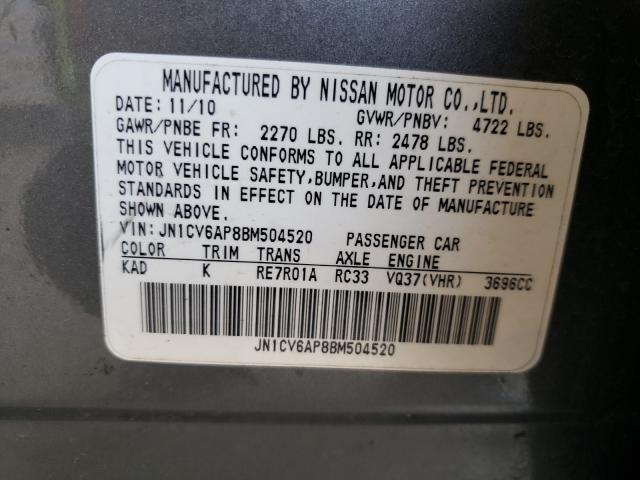 MANUFACTURED BY NISSAN MOTOR CO.,LTD.
DATE: 11/10 GVWR/PNBV: 4722 LBS.
GAWR/PNBE FR: 2270 LBS. RR: 2478 LBS.
THIS VEHICLE CONFORMS TO ALL APPLICABLE FEDERAL
MOTOR VEHICLE SAFETY,BUMPER,AND THEFT PREVENTION
STANDARDS IN EFFECT ON THE DATE OF MANUFACTURE
SHOWN ABOVE.
VIN: JN1CV6AP8BM504520 PASSENGER CAR
COLOR TRIM TRANS AXLE ENGINE
KAD K RE7R01A RC33 VQ37(VHR) 3696CC
JN1CV6AP8BM504520